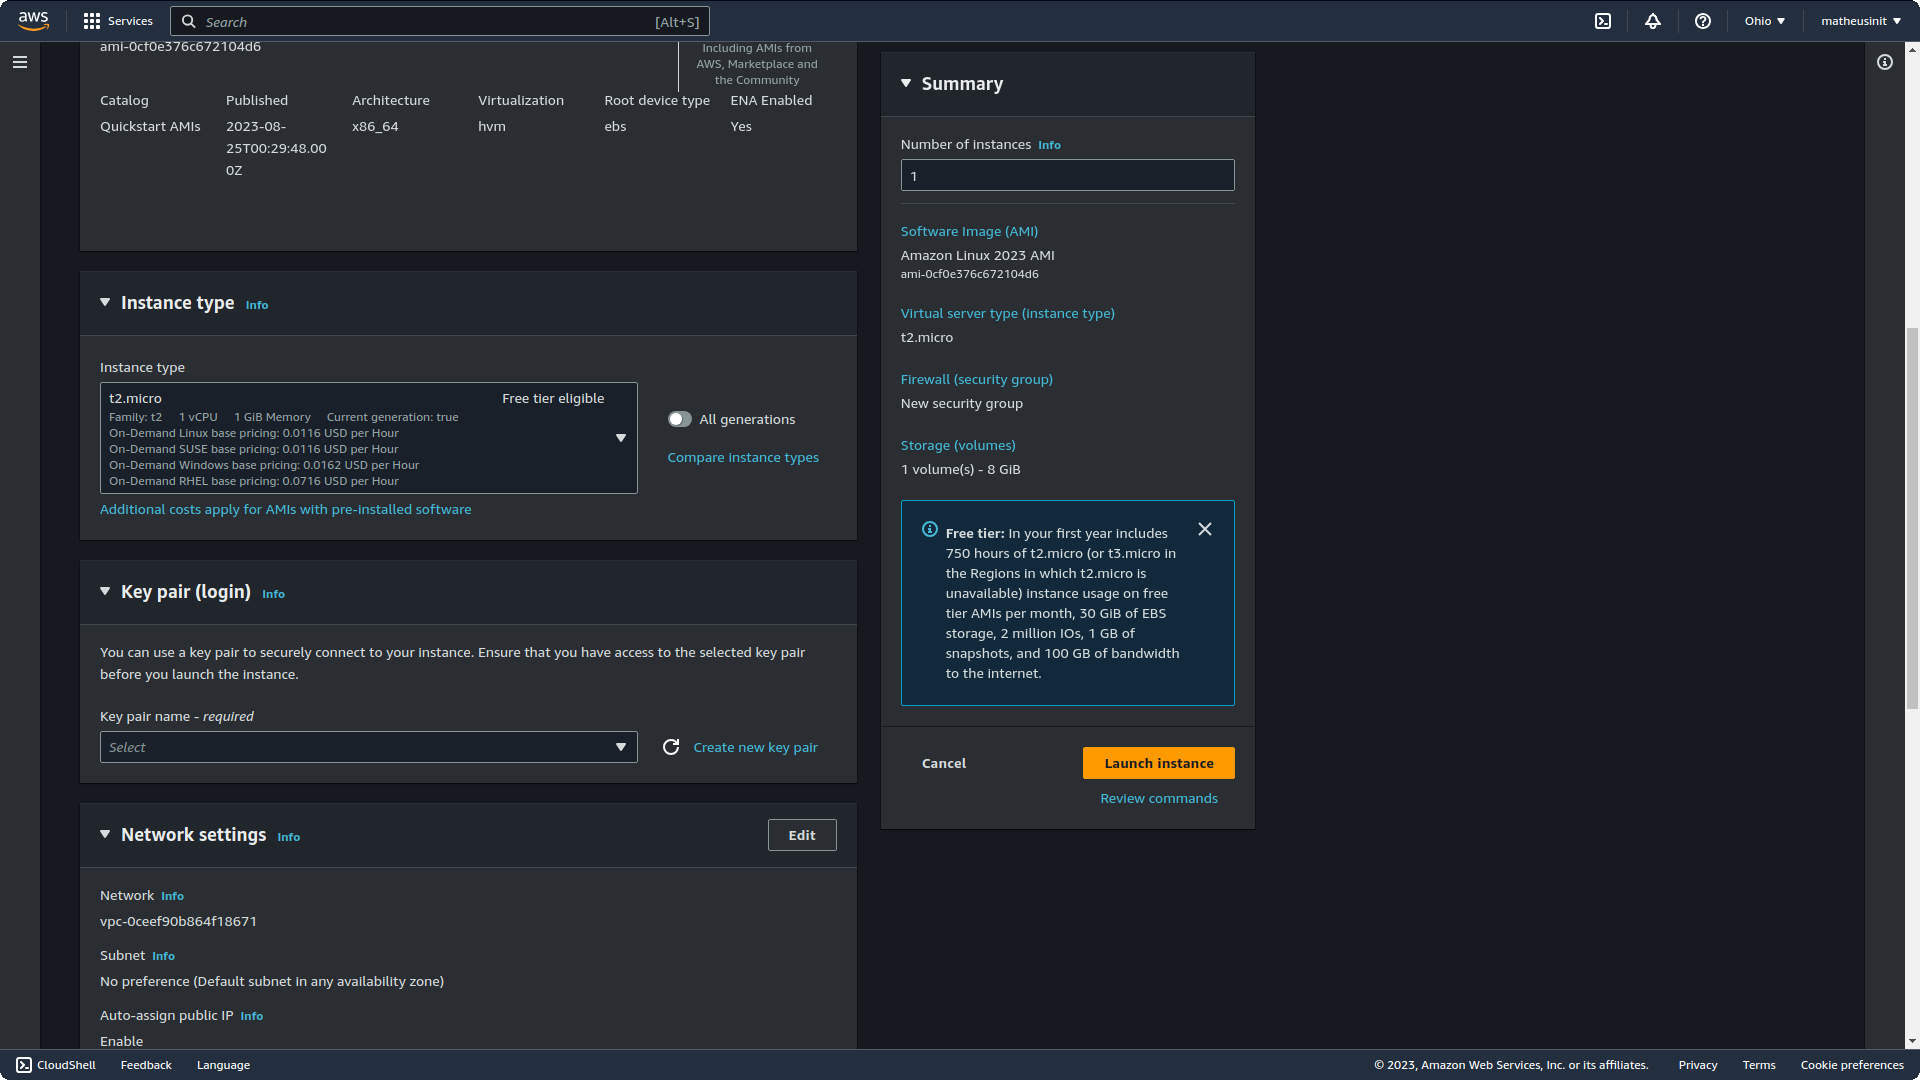 aws
Services
Search
[Alt+S]
Ohio
matheusinit
ami-0cf0e376c672104d6
Including AMIs from
AWS, Marketplace and
the Community
Catalog
Published
Architecture
Virtualization
Root device type
ENA Enabled
Quickstart AMIs
2023-08-
25T00:29:48.00
0Z
x86_64
hvm
ebs
Yes
Instance type Info
Instance type
t2.micro
Free tier eligible
Family: t2 1 vCPU 1 GiB Memory Current generation: true
On-Demand Linux base pricing: 0.0116 USD per Hour
On-Demand SUSE base pricing: 0.0116 USD per Hour
On-Demand Windows base pricing: 0.0162 USD per Hour
On-Demand RHEL base pricing: 0.0716 USD per Hour
All generations
Compare instance types
Additional costs apply for AMIs with pre-installed software
Key pair (login) Info
You can use a key pair to securely connect to your instance. Ensure that you have access to the selected key pair
before you launch the instance.
Key pair name - required
Select
Create new key pair
Network settings Info
Edit
Network Info
vpc-0ceef90b864f18671
Subnet Info
No preference (Default subnet in any availability zone)
Auto-assign public IP Info
Enable
Summary
Number of instances Info
1
Software Image (AMI)
Amazon Linux 2023 AMI
ami-0cf0e376c672104d6
Virtual server type (instance type)
t2.micro
Firewall (security group)
New security group
Storage (volumes)
1 volume(s) - 8 GiB
Free tier: In your first year includes
750 hours of t2.micro (or t3.micro in
the Regions in which t2.micro is
unavailable) instance usage on free
tier AMIs per month, 30 GiB of EBS
storage, 2 million IOs, 1 GB of
snapshots, and 100 GB of bandwidth
to the internet.
Cancel
Launch instance
Review commands
CloudShell
Feedback
Language
© 2023, Amazon Web Services, Inc. or its affiliates.
Privacy
Terms
Cookie preferences